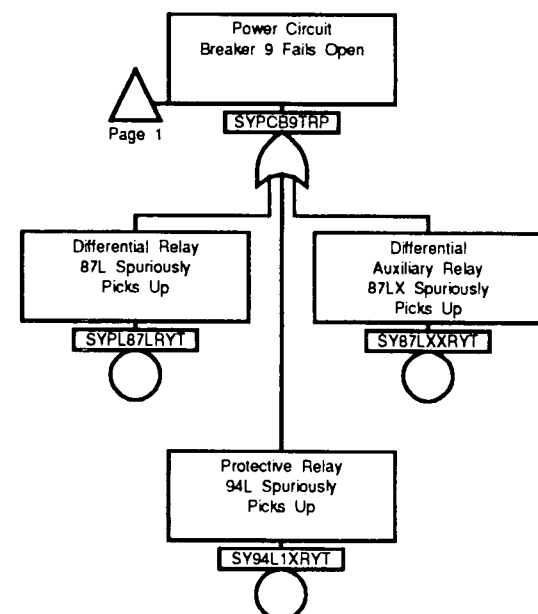 Power Circuit
Breaker 9 Fails Open
Page 1
SYPCB9TRP
Differential Relay
87L Spuriously
Picks Up
SYPL87LRYT
Differential
Auxiliary Relay
87LX Spuriously
Picks Up
SY87LXXRYT
Protective Relay
94L Spuriously
Picks Up
SY94L1XRYT